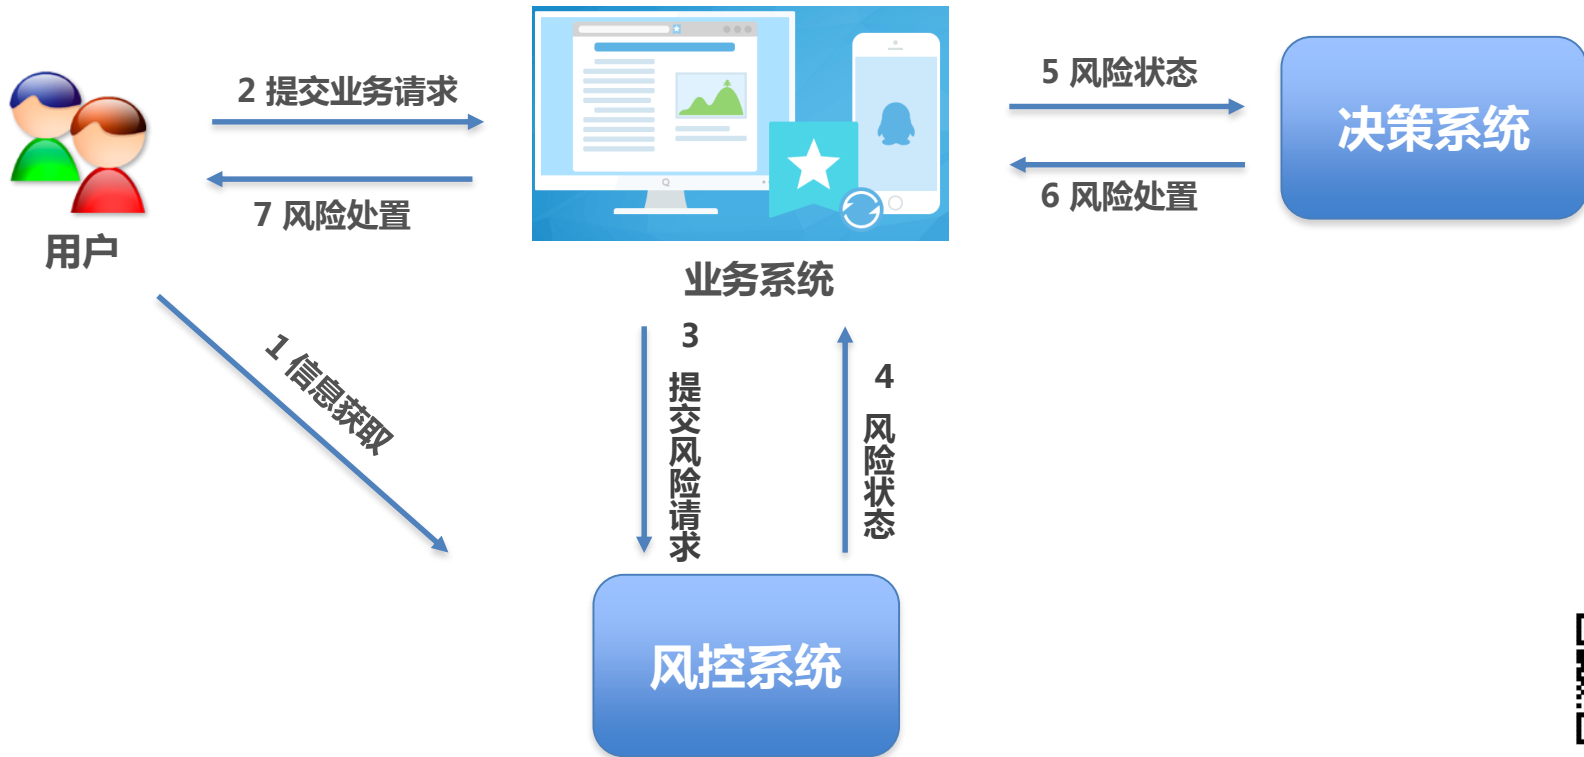 2 提交业务请求
7 风险处置
用户
业务系统
5 风险状态
6 风险处置
决策系统
1 信息获取
3 提交风险请求
4 风险状态
风控系统